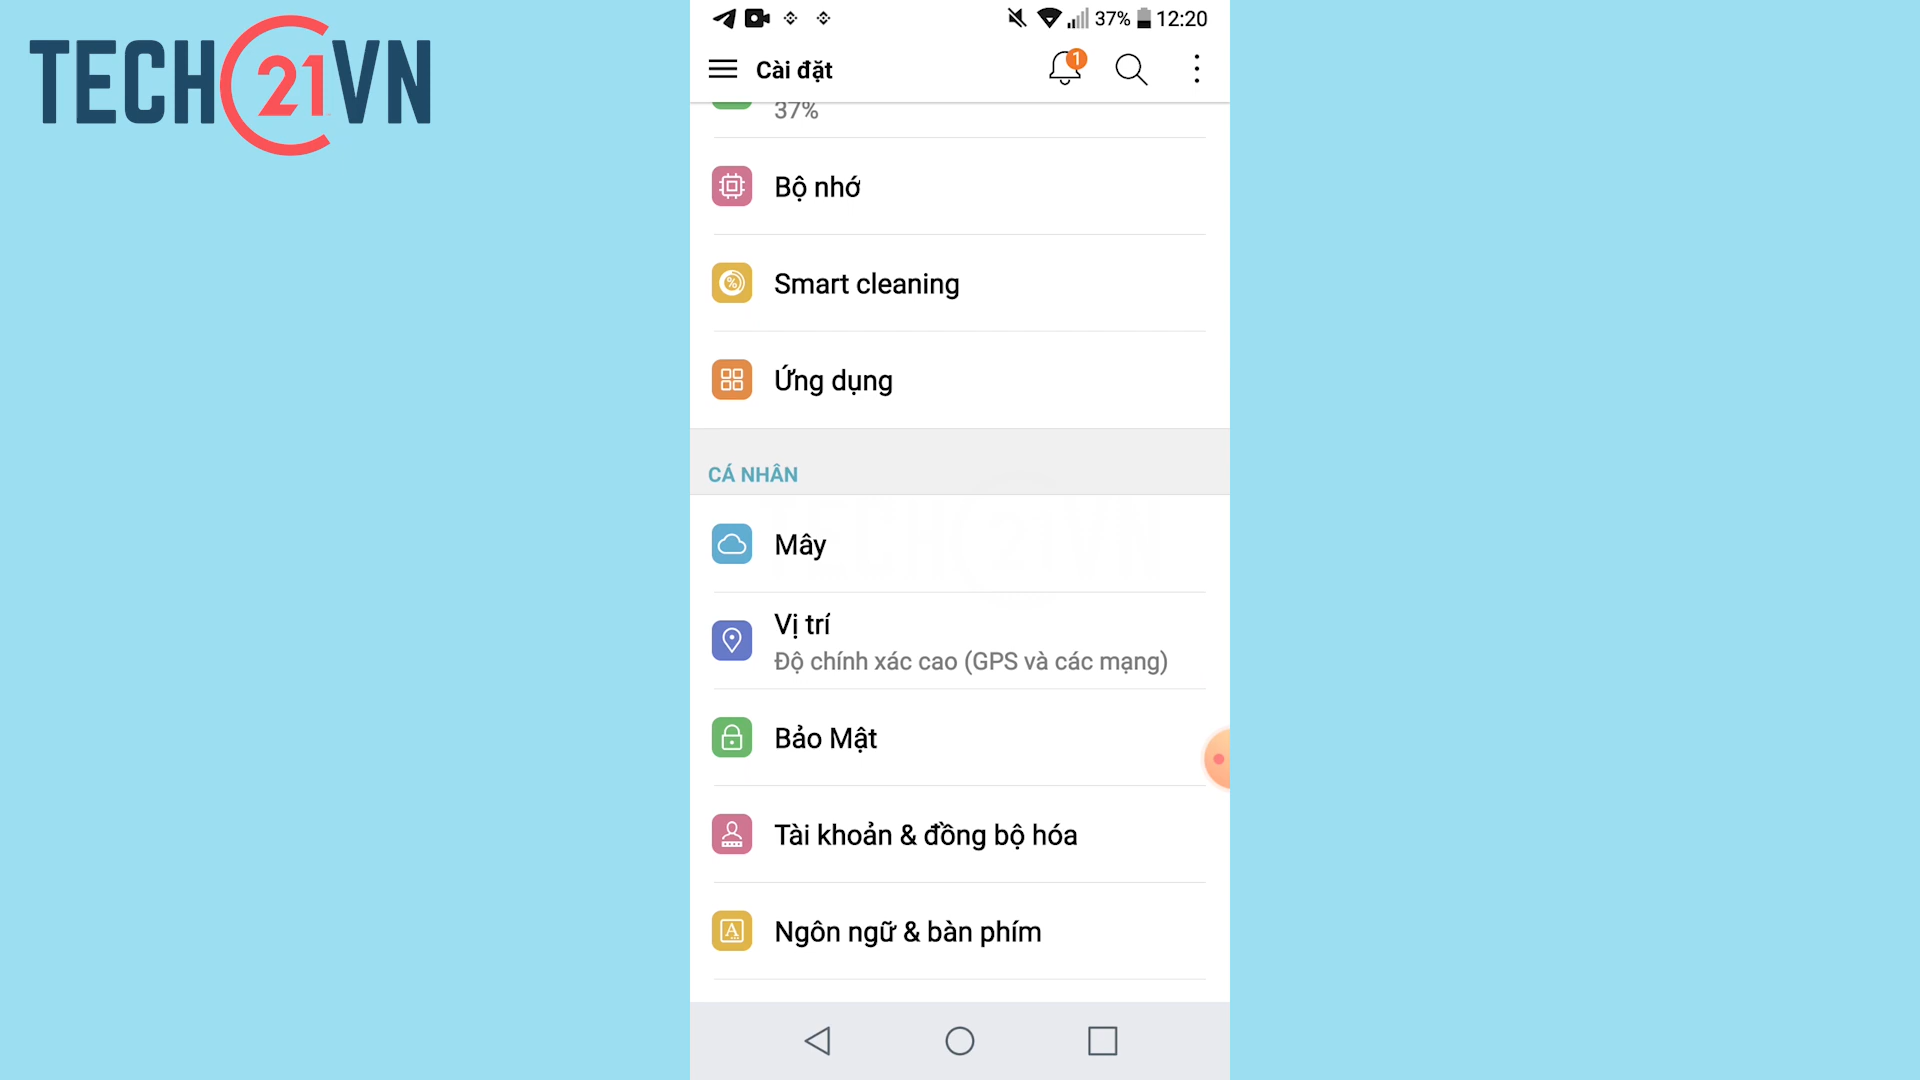 TECH21VN
37% 12:20
Cài đặt
1
37%
Bộ nhớ
Smart cleaning
Ứng dụng
CÁ NHÂN
Mây
Vị trí
Độ chính xác cao (GPS và các mạng)
Bảo Mật
Tài khoản & đồng bộ hóa
Ngôn ngữ & bàn phím